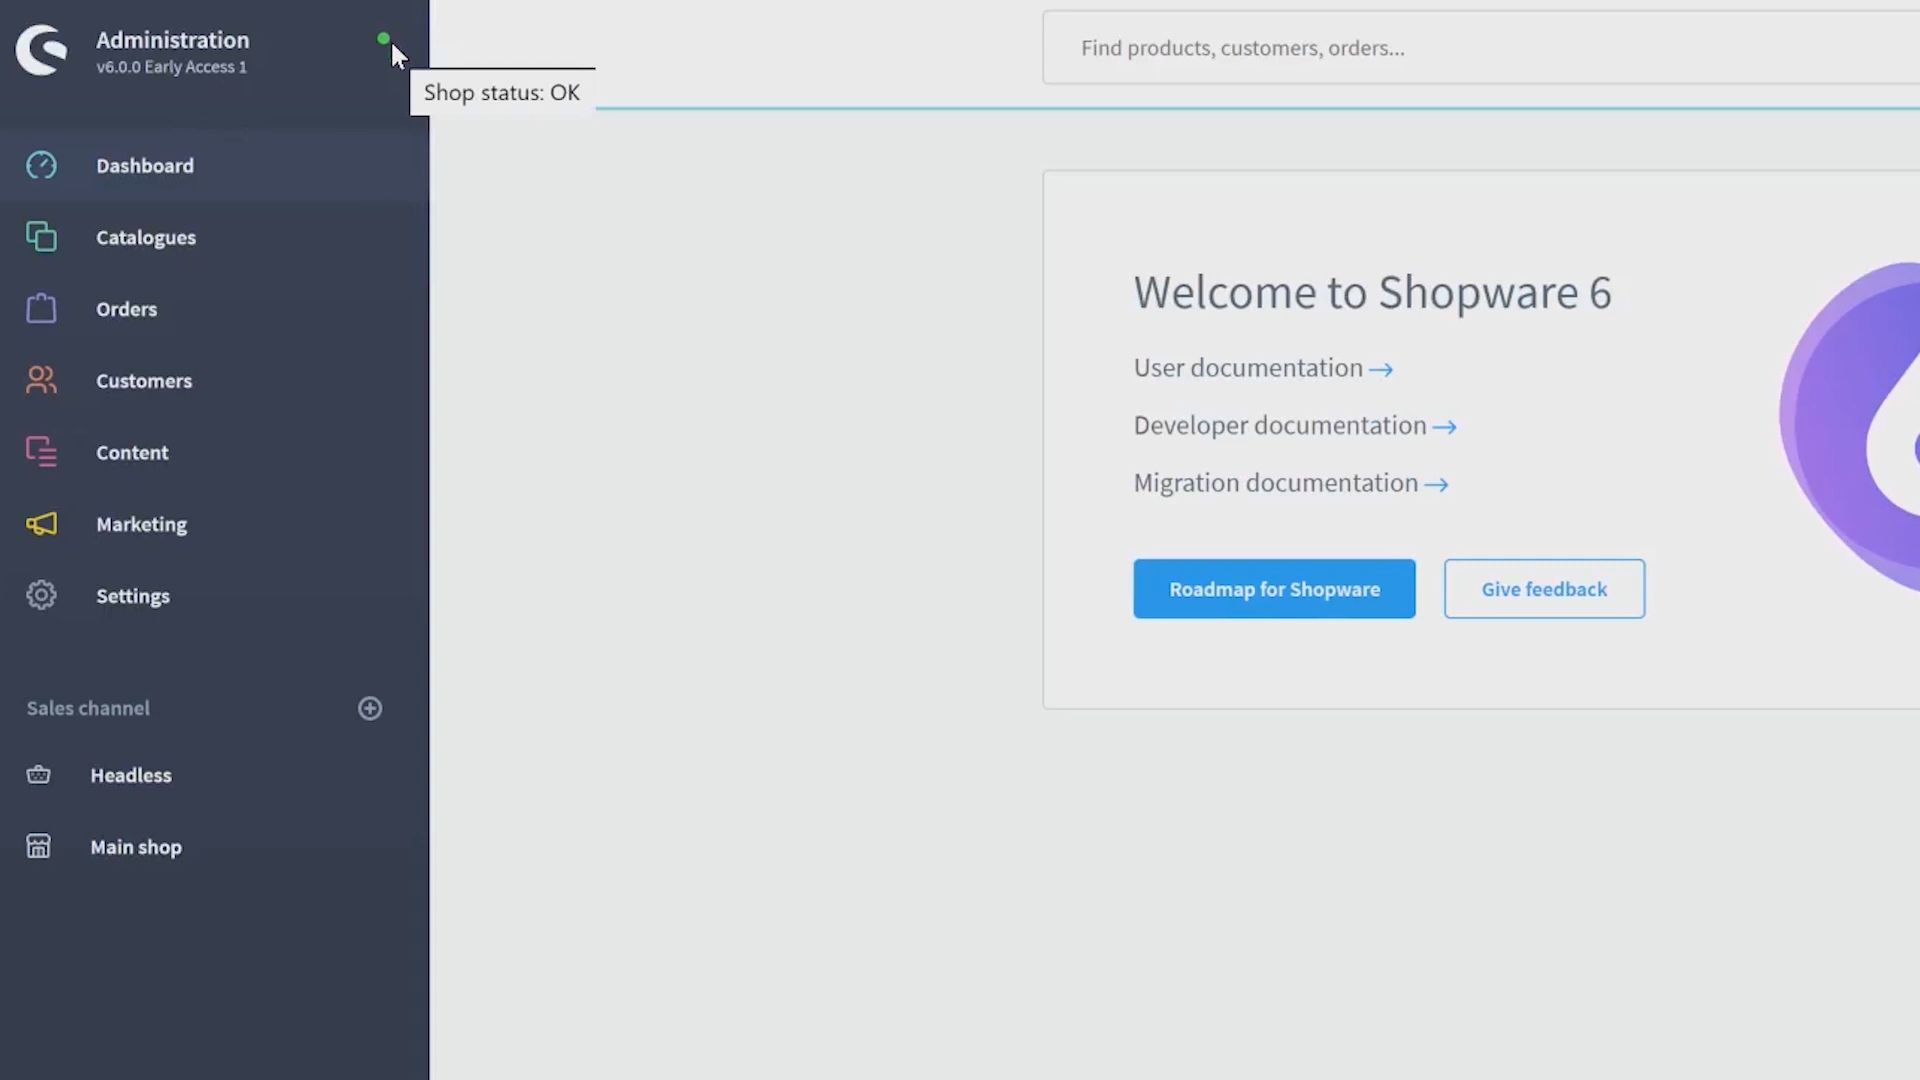 Administration
v6.0.0 Early Access 1
Shop status: OK
Find products, customers, orders...
Dashboard
Catalogues
Orders
Customers
Content
Marketing
Settings
Sales channel
Headless
Main shop
Welcome to Shopware 6
User documentation
Developer documentation
Migration documentation
Roadmap for Shopware
Give feedback